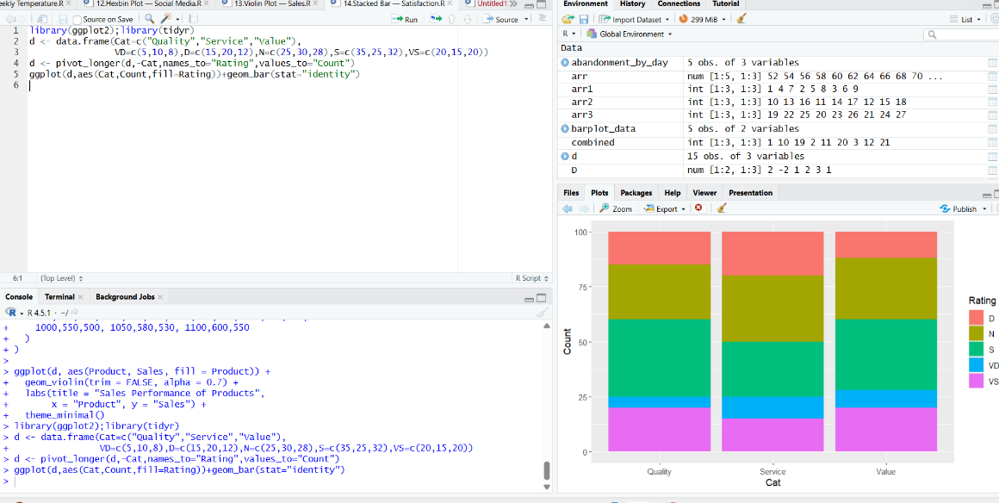 eekly Temperature.R × 12.Hexbin Plot — Social Media.R × 13.Violin Plot — Sales.R × 14.Stacked Bar — Satisfaction.R × Untitled1
Source on Save Run Source
1 library(ggplot2);library(tidyr)
2 d <- data.frame(Cat=c("Quality","Service","Value"),
3 VD=c(5,10,8),D=c(15,20,12),N=c(25,30,28),S=c(35,25,32),VS=c(20,15,20))
4 d <- pivot_longer(d,-Cat,names_to="Rating",values_to="Count")
5 ggplot(d,aes(Cat,Count,fill=Rating))+geom_bar(stat="identity")
6
6:1 (Top Level) R Script
Console Terminal × Background Jobs ×
R 4.5.1 · ~/
+ 1000,550,500, 1050,580,530, 1100,600,550
+ )
+ )
>
> ggplot(d, aes(Product, Sales, fill = Product)) +
+ geom_violin(trim = FALSE, alpha = 0.7) +
+ labs(title = "Sales Performance of Products",
+ x = "Product", y = "Sales") +
+ theme_minimal()
> library(ggplot2);library(tidyr)
> d <- data.frame(Cat=c("Quality","Service","Value"),
+ VD=c(5,10,8),D=c(15,20,12),N=c(25,30,28),S=c(35,25,32),VS=c(20,15,20))
> d <- pivot_longer(d,-Cat,names_to="Rating",values_to="Count")
> ggplot(d,aes(Cat,Count,fill=Rating))+geom_bar(stat="identity")
>
Environment History Connections Tutorial
Import Dataset 299 MiB List
R Global Environment
Data
abandonment_by_day 5 obs. of 3 variables
arr num [1:5, 1:3] 52 54 56 58 60 62 64 66 68 70 ...
arr1 int [1:3, 1:3] 1 4 7 2 5 8 3 6 9
arr2 int [1:3, 1:3] 10 13 16 11 14 17 12 15 18
arr3 int [1:3, 1:3] 19 22 25 20 23 26 21 24 27
barplot_data 5 obs. of 2 variables
combined int [1:3, 1:3] 1 10 19 2 11 20 3 12 21
d 15 obs. of 3 variables
D num [1:2, 1:3] 2 -2 1 2 3 1
Files Plots Packages Help Viewer Presentation
Zoom Export Publish
100
75
50
25
0
Count
Quality Service Value
Cat
Rating
D
N
S
VD
VS